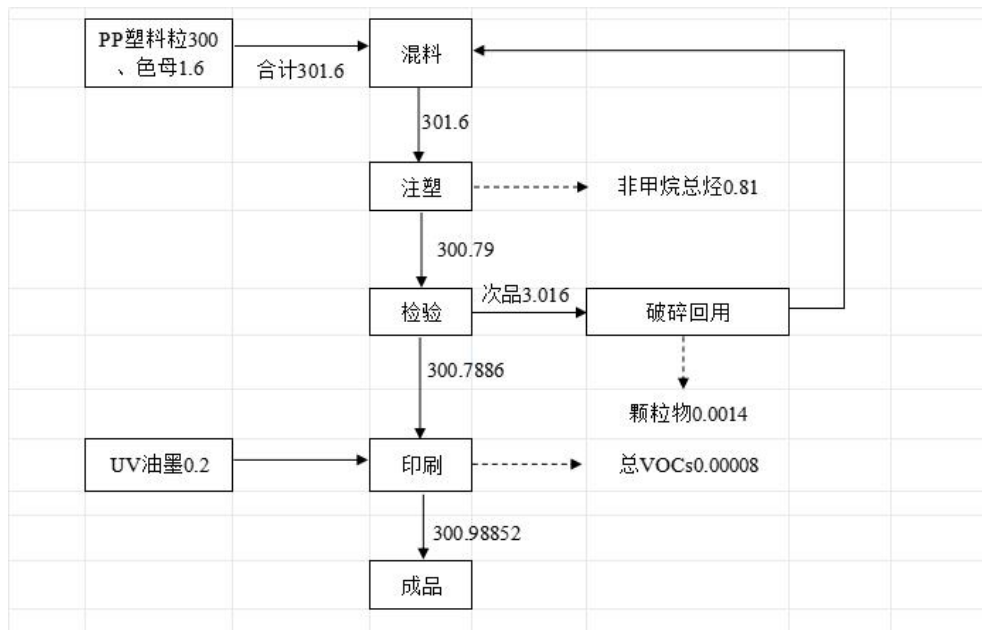 PP塑料粒300
、色母1.6
合计301.6
混料
301.6
注塑
非甲烷总烃0.81
300.79
检验
次品3.016
破碎回用
300.7886
颗粒物0.0014
UV油墨0.2
印刷
总VOCs0.00008
300.98852
成品